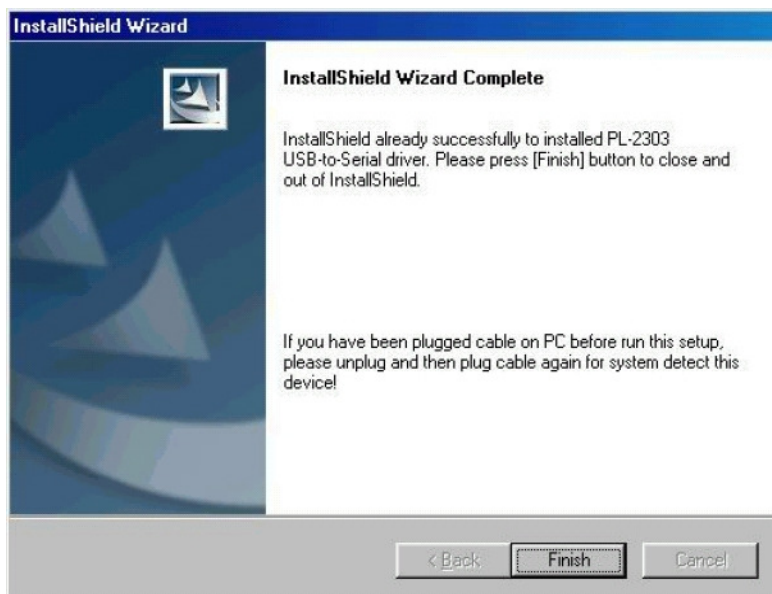 InstallShield Wizard
InstallShield Wizard Complete
InstallShield already successfully to installed PL-2303
USB-to-Serial driver. Please press [Finish] button to close and
out of InstallShield.
If you have been plugged cable on PC before run this setup,
please unplug and then plug cable again for system detect this
device!
< Back
Finish
Cancel